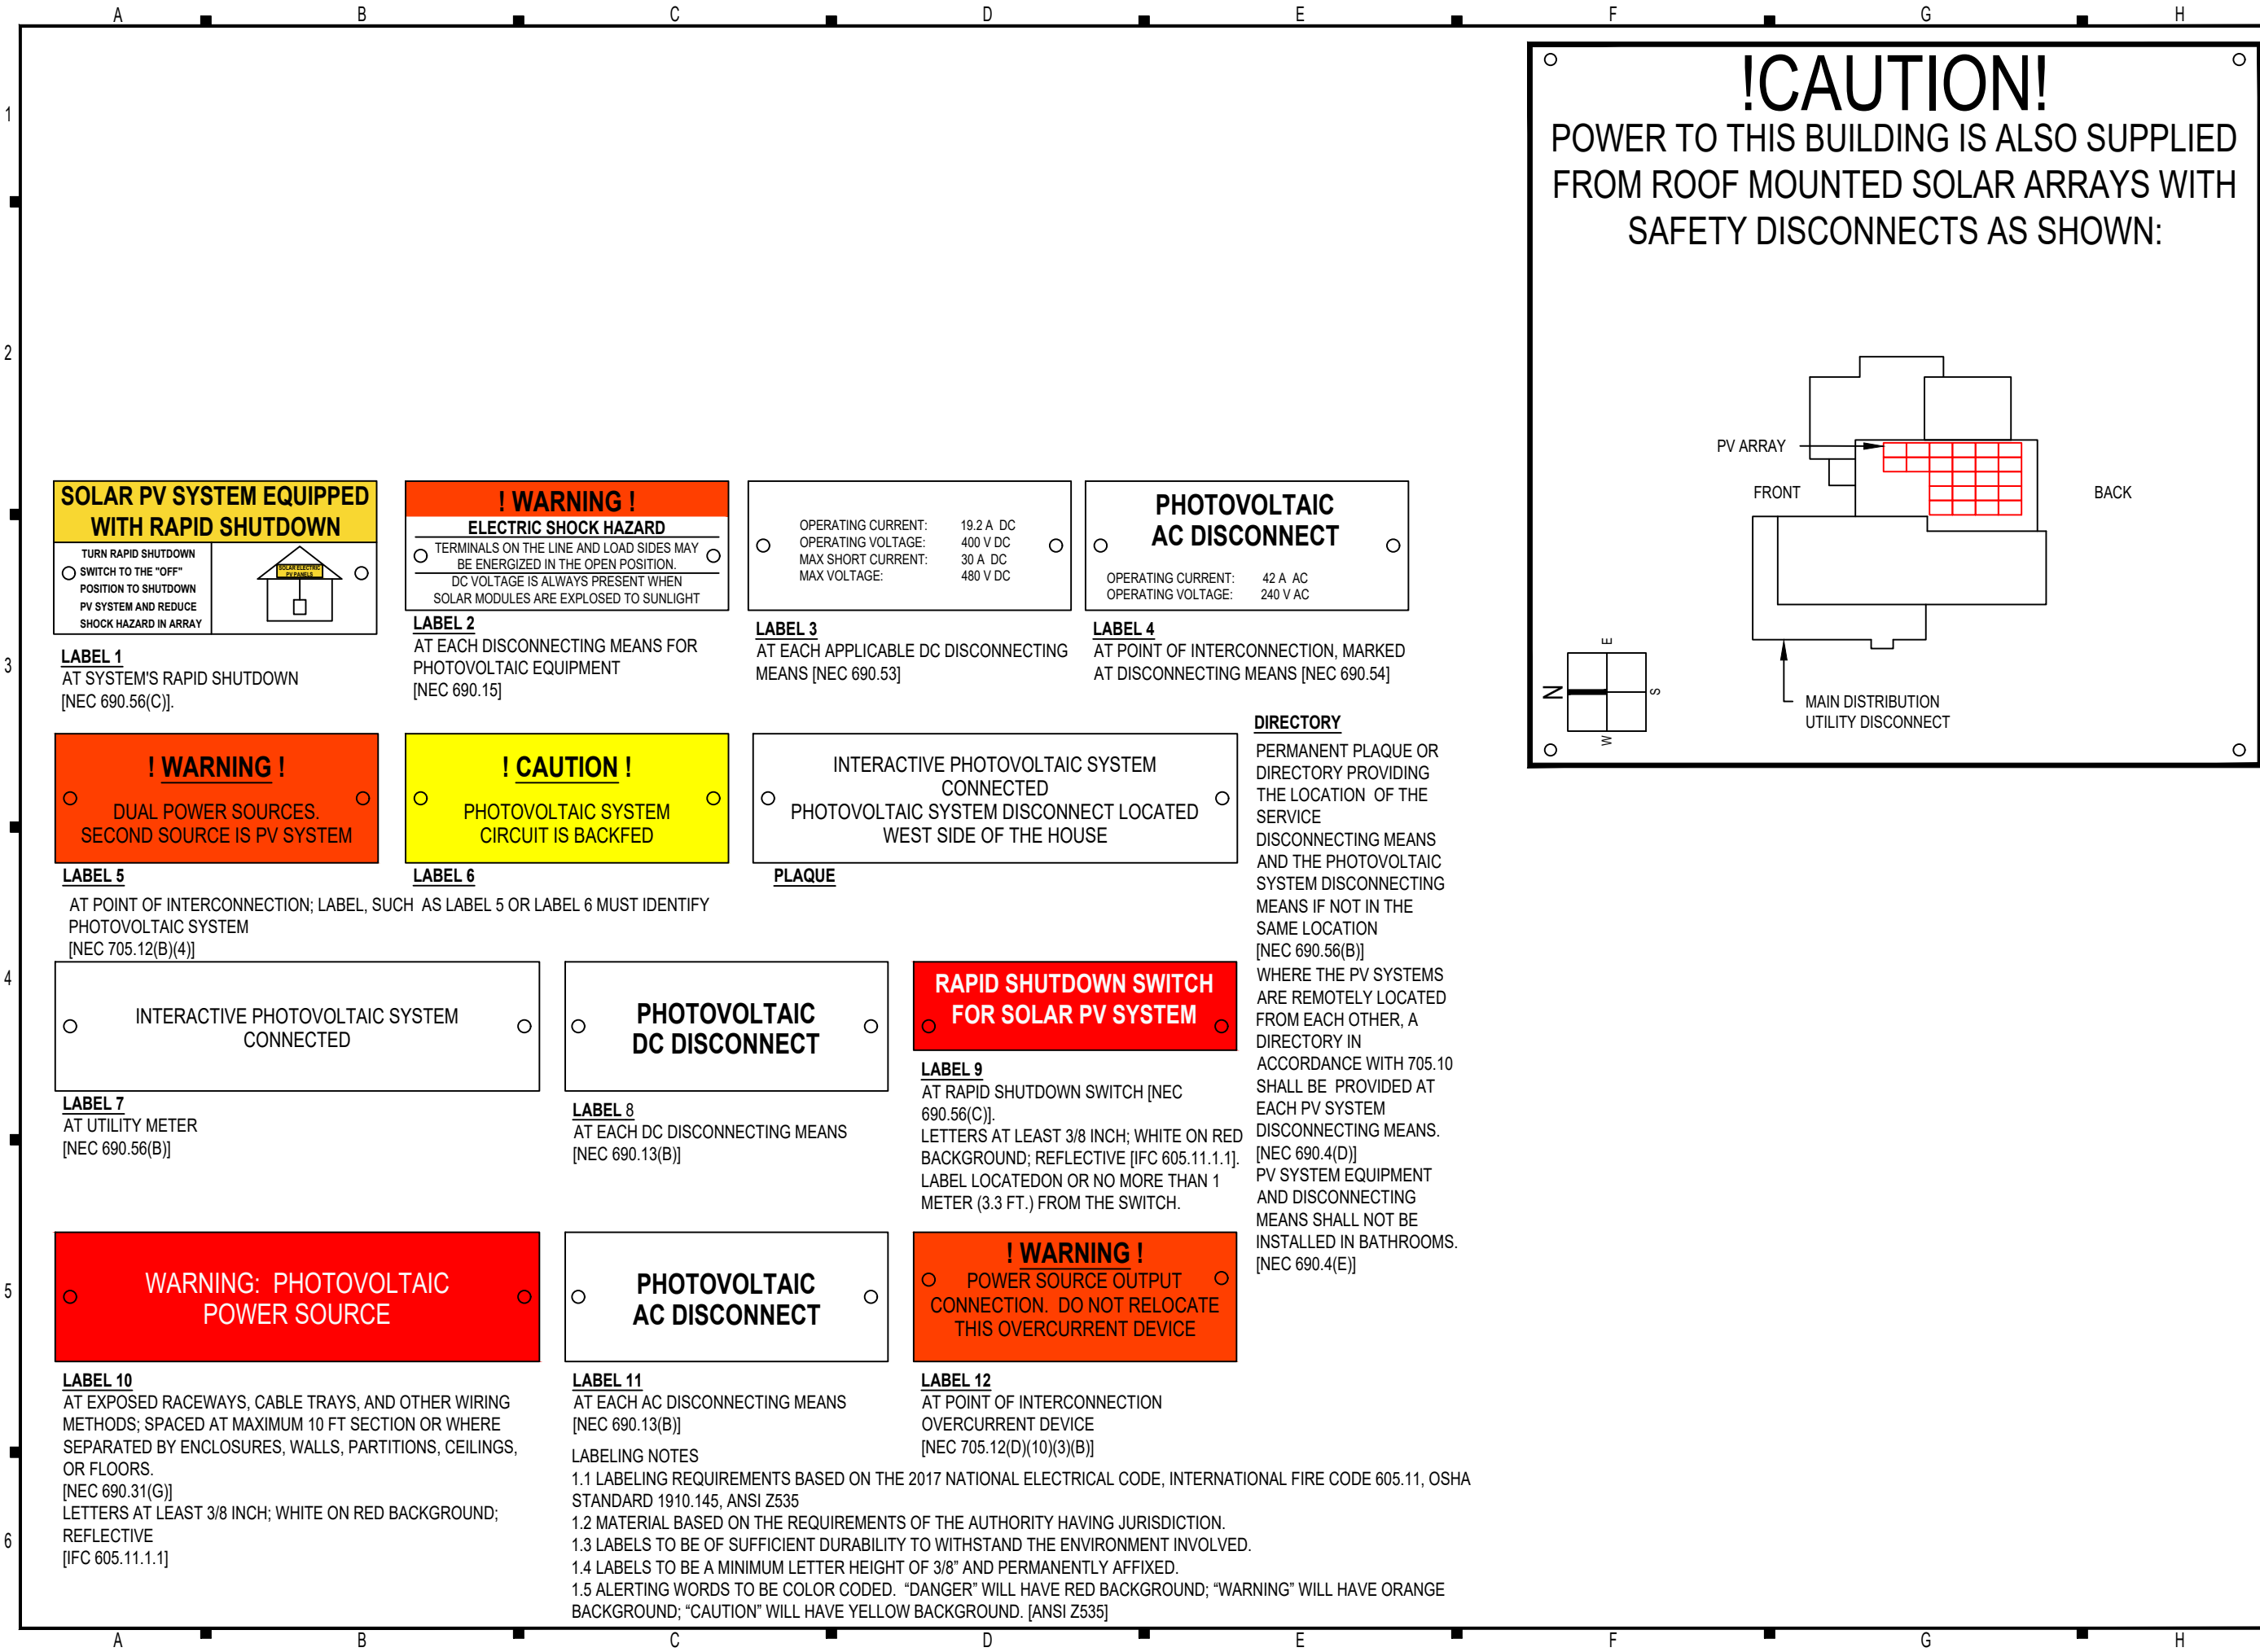 A B C D E F G H
1
2
3
4
5
6
!CAUTION!
POWER TO THIS BUILDING IS ALSO SUPPLIED
FROM ROOF MOUNTED SOLAR ARRAYS WITH
SAFETY DISCONNECTS AS SHOWN:
PV ARRAY
FRONT
BACK
MAIN DISTRIBUTION
UTILITY DISCONNECT
N
E
S
W
SOLAR PV SYSTEM EQUIPPED
WITH RAPID SHUTDOWN
TURN RAPID SHUTDOWN
SWITCH TO THE "OFF"
POSITION TO SHUTDOWN
PV SYSTEM AND REDUCE
SHOCK HAZARD IN ARRAY
SOLAR ELECTRIC
PV PANELS
LABEL 1
AT SYSTEM'S RAPID SHUTDOWN
[NEC 690.56(C)].
! WARNING !
ELECTRIC SHOCK HAZARD
TERMINALS ON THE LINE AND LOAD SIDES MAY
BE ENERGIZED IN THE OPEN POSITION.
DC VOLTAGE IS ALWAYS PRESENT WHEN
SOLAR MODULES ARE EXPLOSED TO SUNLIGHT
LABEL 2
AT EACH DISCONNECTING MEANS FOR
PHOTOVOLTAIC EQUIPMENT
[NEC 690.15]
OPERATING CURRENT: 19.2 A DC
OPERATING VOLTAGE: 400 V DC
MAX SHORT CURRENT: 30 A DC
MAX VOLTAGE: 480 V DC
LABEL 3
AT EACH APPLICABLE DC DISCONNECTING
MEANS [NEC 690.53]
PHOTOVOLTAIC
AC DISCONNECT
OPERATING CURRENT: 42 A AC
OPERATING VOLTAGE: 240 V AC
LABEL 4
AT POINT OF INTERCONNECTION, MARKED
AT DISCONNECTING MEANS [NEC 690.54]
! WARNING !
DUAL POWER SOURCES.
SECOND SOURCE IS PV SYSTEM
LABEL 5
! CAUTION !
PHOTOVOLTAIC SYSTEM
CIRCUIT IS BACKFED
LABEL 6
AT POINT OF INTERCONNECTION; LABEL, SUCH AS LABEL 5 OR LABEL 6 MUST IDENTIFY
PHOTOVOLTAIC SYSTEM
[NEC 705.12(B)(4)]
INTERACTIVE PHOTOVOLTAIC SYSTEM
CONNECTED
PHOTOVOLTAIC SYSTEM DISCONNECT LOCATED
WEST SIDE OF THE HOUSE
PLAQUE
DIRECTORY
PERMANENT PLAQUE OR
DIRECTORY PROVIDING
THE LOCATION OF THE
SERVICE
DISCONNECTING MEANS
AND THE PHOTOVOLTAIC
SYSTEM DISCONNECTING
MEANS IF NOT IN THE
SAME LOCATION
[NEC 690.56(B)]
WHERE THE PV SYSTEMS
ARE REMOTELY LOCATED
FROM EACH OTHER, A
DIRECTORY IN
ACCORDANCE WITH 705.10
SHALL BE PROVIDED AT
EACH PV SYSTEM
DISCONNECTING MEANS.
[NEC 690.4(D)]
PV SYSTEM EQUIPMENT
AND DISCONNECTING
MEANS SHALL NOT BE
INSTALLED IN BATHROOMS.
[NEC 690.4(E)]
INTERACTIVE PHOTOVOLTAIC SYSTEM
CONNECTED
LABEL 7
AT UTILITY METER
[NEC 690.56(B)]
PHOTOVOLTAIC
DC DISCONNECT
LABEL 8
AT EACH DC DISCONNECTING MEANS
[NEC 690.13(B)]
RAPID SHUTDOWN SWITCH
FOR SOLAR PV SYSTEM
LABEL 9
AT RAPID SHUTDOWN SWITCH [NEC
690.56(C)].
LETTERS AT LEAST 3/8 INCH; WHITE ON RED
BACKGROUND; REFLECTIVE [IFC 605.11.1.1].
LABEL LOCATEDON OR NO MORE THAN 1
METER (3.3 FT.) FROM THE SWITCH.
WARNING: PHOTOVOLTAIC
POWER SOURCE
LABEL 10
AT EXPOSED RACEWAYS, CABLE TRAYS, AND OTHER WIRING
METHODS; SPACED AT MAXIMUM 10 FT SECTION OR WHERE
SEPARATED BY ENCLOSURES, WALLS, PARTITIONS, CEILINGS,
OR FLOORS.
[NEC 690.31(G)]
LETTERS AT LEAST 3/8 INCH; WHITE ON RED BACKGROUND;
REFLECTIVE
[IFC 605.11.1.1]
PHOTOVOLTAIC
AC DISCONNECT
LABEL 11
AT EACH AC DISCONNECTING MEANS
[NEC 690.13(B)]
! WARNING !
POWER SOURCE OUTPUT
CONNECTION. DO NOT RELOCATE
THIS OVERCURRENT DEVICE
LABEL 12
AT POINT OF INTERCONNECTION
OVERCURRENT DEVICE
[NEC 705.12(D)(10)(3)(B)]
LABELING NOTES
1.1 LABELING REQUIREMENTS BASED ON THE 2017 NATIONAL ELECTRICAL CODE, INTERNATIONAL FIRE CODE 605.11, OSHA
STANDARD 1910.145, ANSI Z535
1.2 MATERIAL BASED ON THE REQUIREMENTS OF THE AUTHORITY HAVING JURISDICTION.
1.3 LABELS TO BE OF SUFFICIENT DURABILITY TO WITHSTAND THE ENVIRONMENT INVOLVED.
1.4 LABELS TO BE A MINIMUM LETTER HEIGHT OF 3/8” AND PERMANENTLY AFFIXED.
1.5 ALERTING WORDS TO BE COLOR CODED. “DANGER” WILL HAVE RED BACKGROUND; “WARNING” WILL HAVE ORANGE
BACKGROUND; “CAUTION” WILL HAVE YELLOW BACKGROUND. [ANSI Z535]
A B C D E F G H